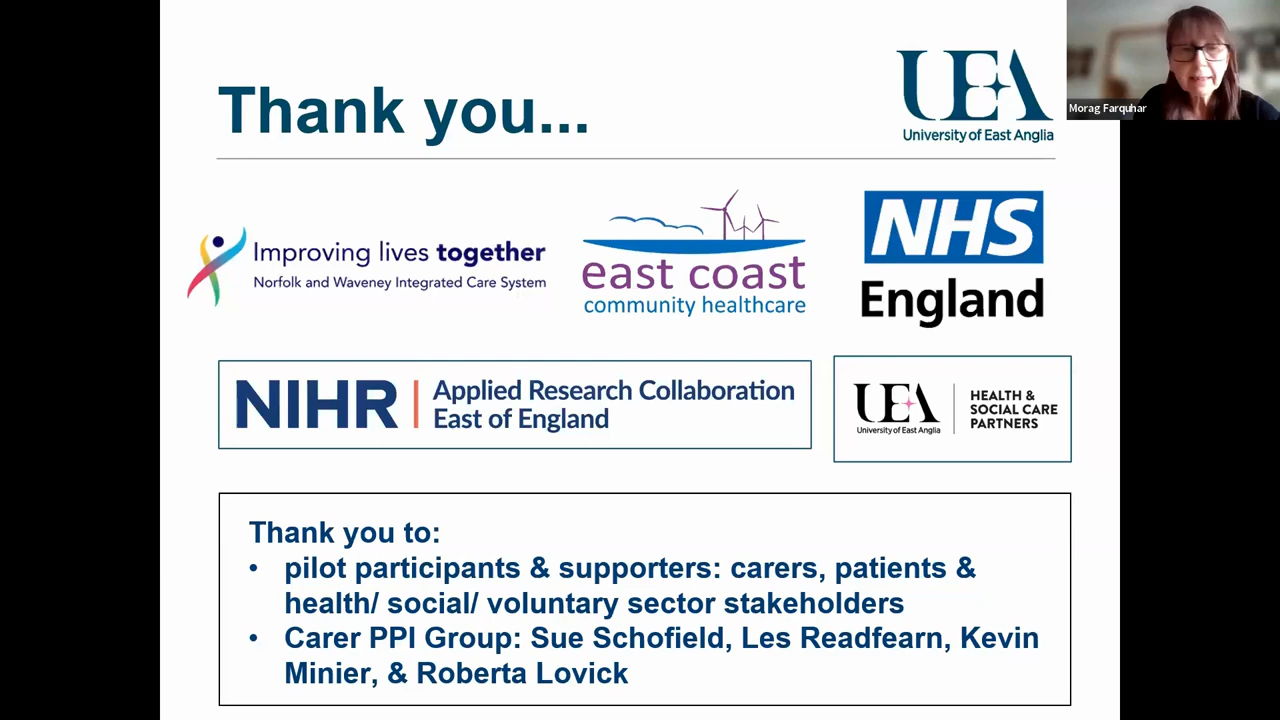 Thank you...
UEA
University of East Anglia
Morag Farquhar
Improving lives together
Norfolk and Waveney Integrated Care System
east coast
community healthcare
NHS
England
NIHR
Applied Research Collaboration
East of England
UEA
University of East Anglia
HEALTH &
SOCIAL CARE
PARTNERS
Thank you to:
• pilot participants & supporters: carers, patients &
health/ social/ voluntary sector stakeholders
• Carer PPI Group: Sue Schofield, Les Readfearn, Kevin
Minier, & Roberta Lovick